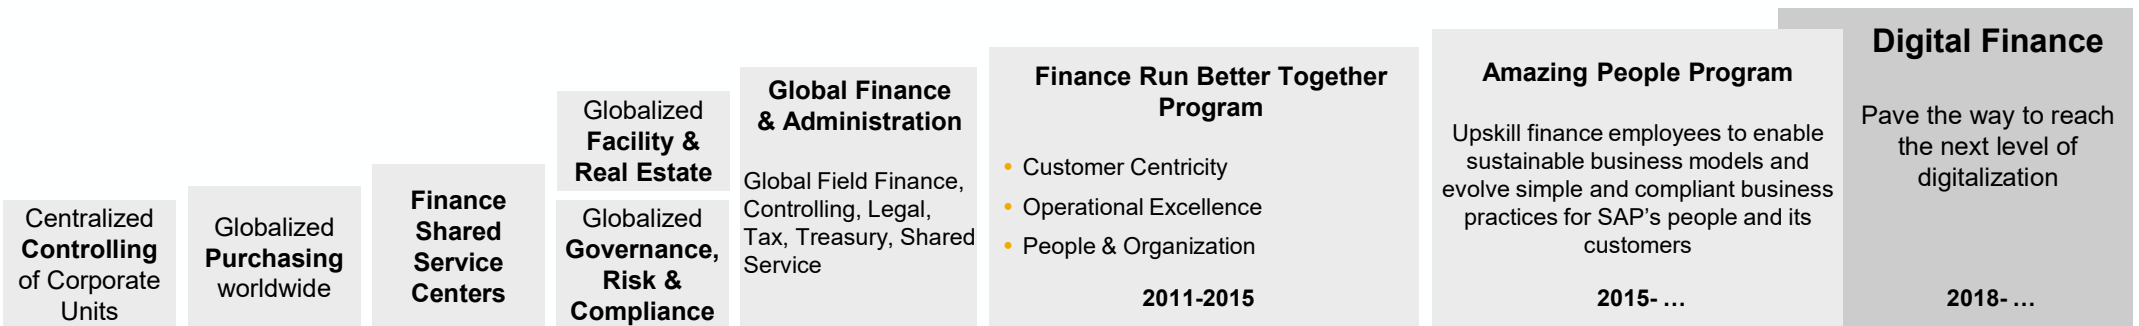 Centralized
Controlling
of Corporate
Units
Globalized
Purchasing
worldwide
Finance
Shared
Service
Centers
Globalized
Facility &
Real Estate
Globalized
Governance,
Risk &
Compliance
Global Finance
& Administration
Global Field Finance,
Controlling, Legal,
Tax, Treasury, Shared
Service
Finance Run Better Together
Program
• Customer Centricity
• Operational Excellence
• People & Organization
2011-2015
Amazing People Program
Upskill finance employees to enable
sustainable business models and
evolve simple and compliant business
practices for SAP’s people and its
customers
2015- …
Digital Finance
Pave the way to reach
the next level of
digitalization
2018- …